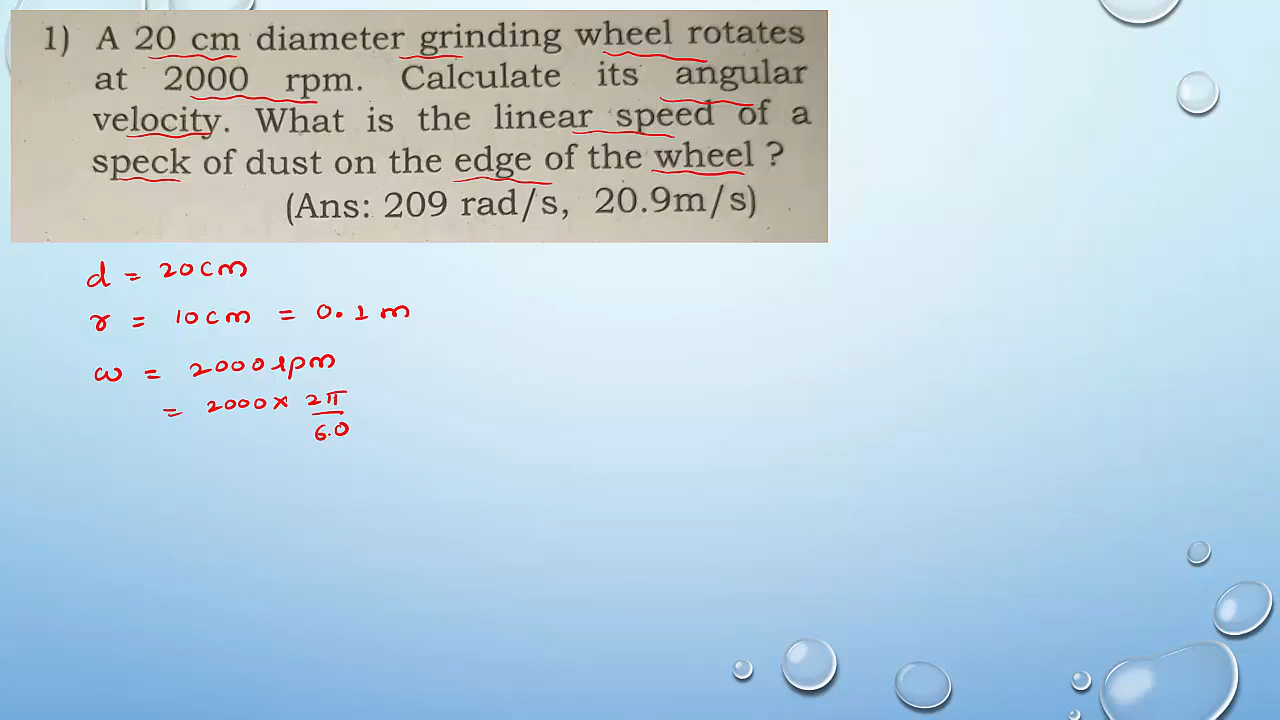 1) A 20 cm diameter grinding wheel rotates
at 2000 rpm. Calculate its angular
velocity. What is the linear speed of a
speck of dust on the edge of the wheel ?
(Ans: 209 rad/s, 20.9m/s)
d = 20cm
r = 10cm = 0.1 m
ω = 2000 rpm
= 2000 × 2π/60